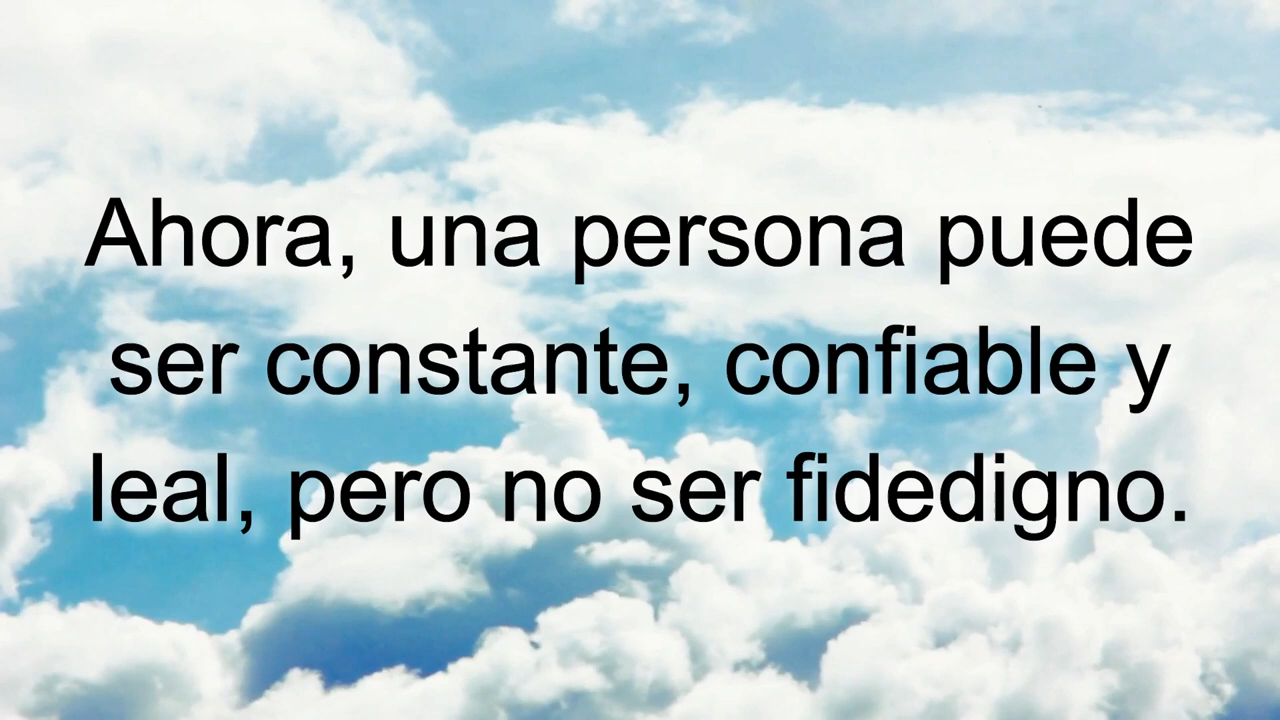 Ahora, una persona puede
ser constante, confiable y
leal, pero no ser fidedigno.